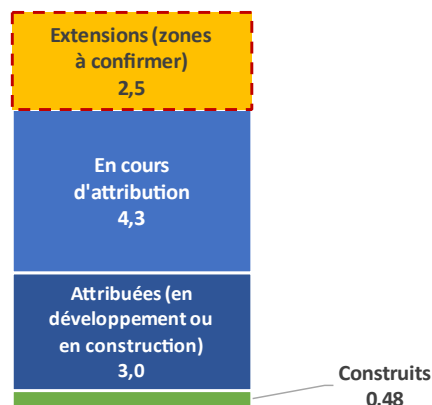 Extensions (zones
à confirmer)
2,5
En cours
d'attribution
4,3
Attribuées (en
développement ou
en construction)
3,0
Construits
0,48